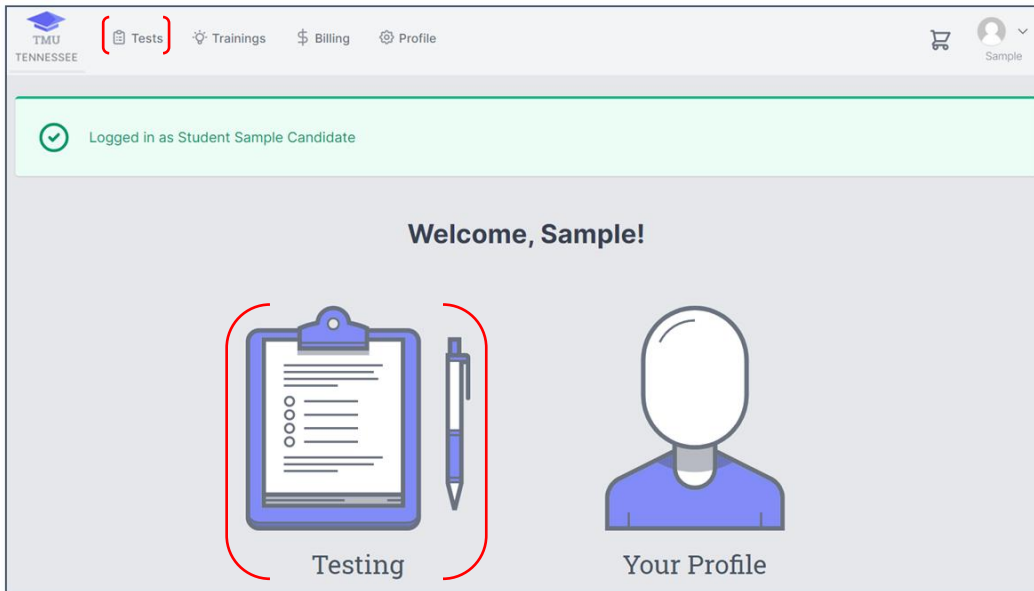 TMU
TENNESSEE
Tests Trainings $ Billing Profile
Sample
Logged in as Student Sample Candidate
Welcome, Sample!
Testing Your Profile